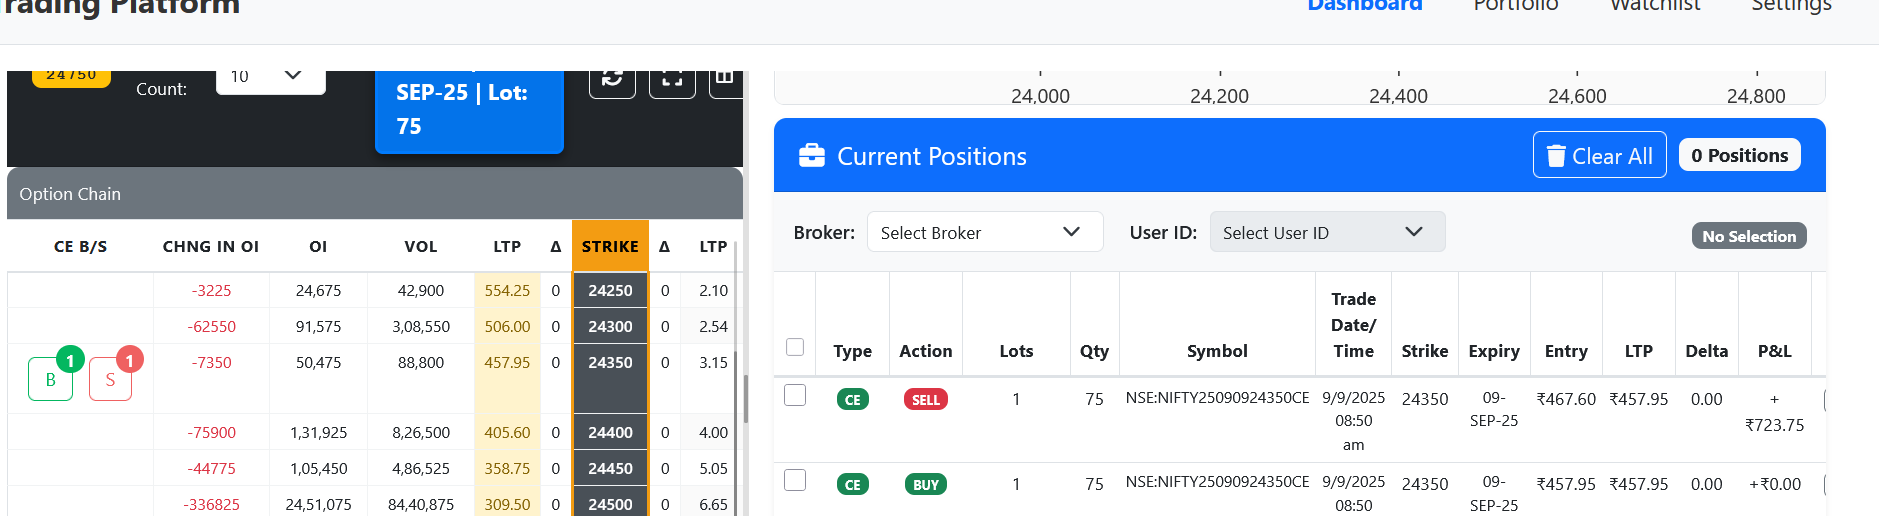 Trading Platform
Dashboard Portfolio Watchlist Settings
24750
Count:
10
SEP-25 | Lot:
75
Option Chain
CE B/S CHNG IN OI OI VOL LTP Δ STRIKE Δ LTP
-3225 24,675 42,900 554.25 0 24250 0 2.10
-62550 91,575 3,08,550 506.00 0 24300 0 2.54
B 1 S 1 -7350 50,475 88,800 457.95 0 24350 0 3.15
-75900 1,31,925 8,26,500 405.60 0 24400 0 4.00
-44775 1,05,450 4,86,525 358.75 0 24450 0 5.05
-336825 24,51,075 84,40,875 309.50 0 24500 0 6.65
24,000 24,200 24,400 24,600 24,800
Current Positions
Clear All
0 Positions
Broker: Select Broker User ID: Select User ID No Selection
Type Action Lots Qty Symbol Trade Date/ Time Strike Expiry Entry LTP Delta P&L
CE SELL 1 75 NSE:NIFTY25090924350CE 9/9/2025 08:50 am 24350 09-SEP-25 ₹467.60 ₹457.95 0.00 +₹723.75
CE BUY 1 75 NSE:NIFTY25090924350CE 9/9/2025 08:50 24350 09-SEP-25 ₹457.95 ₹457.95 0.00 +₹0.00